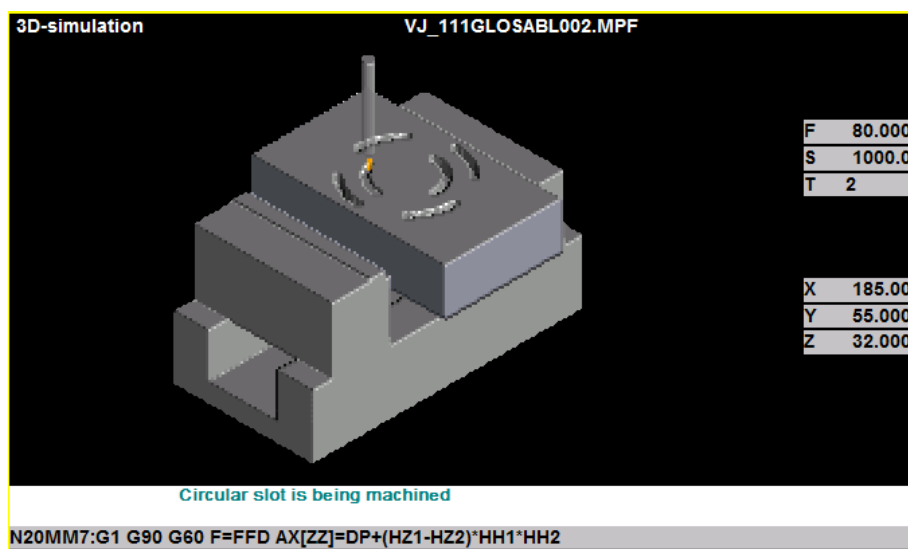 3D-simulation VJ_111GLOSABL002.MPF
F 80.000
S 1000.0
T 2
X 185.00
Y 55.000
Z 32.000
Circular slot is being machined
N20MM7:G1 G90 G60 F=FFD AX[ZZ]=DP+(HZ1-HZ2)*HH1*HH2